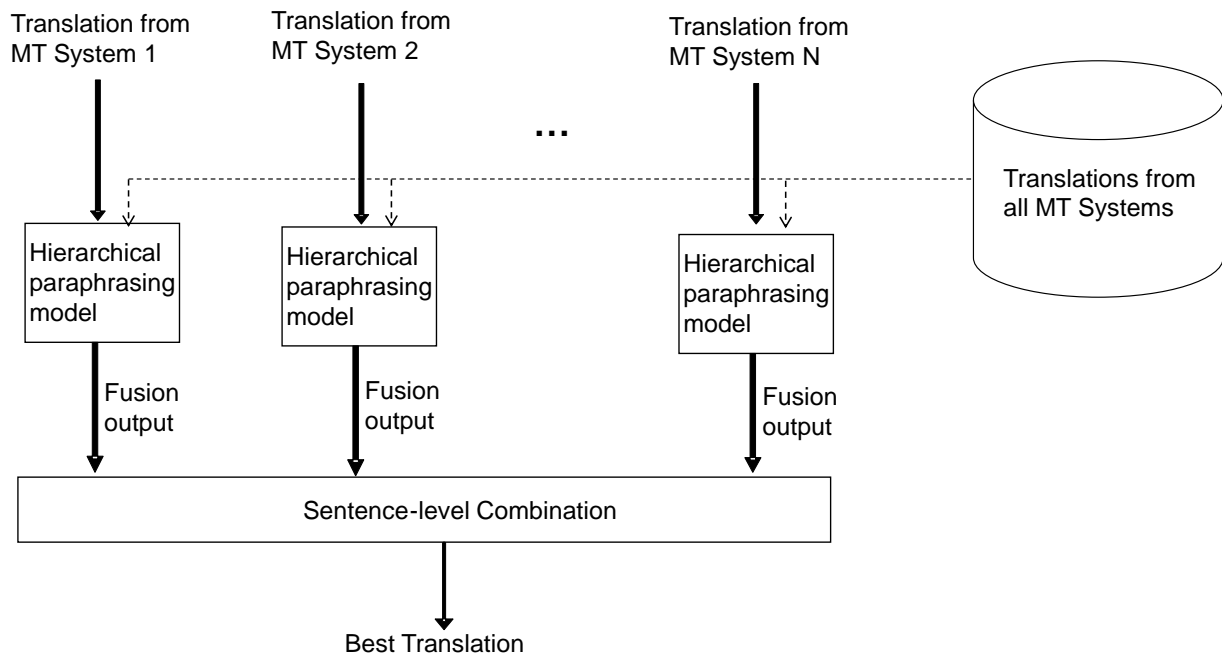 Translation from
MT System 1
Translation from
MT System 2
Translation from
MT System N
...
Translations from
all MT Systems
Hierarchical
paraphrasing
model
Hierarchical
paraphrasing
model
Hierarchical
paraphrasing
model
Fusion
output
Fusion
output
Fusion
output
Sentence-level Combination
Best Translation